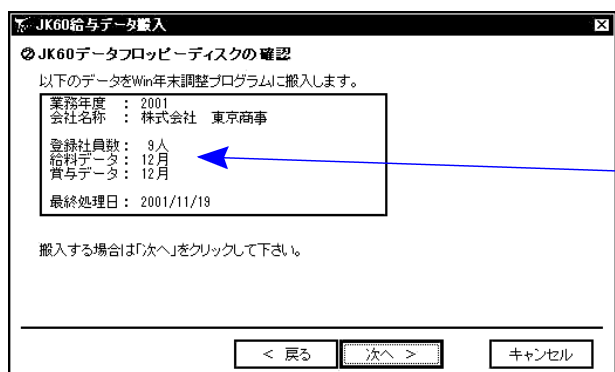 JK60給与データ搬入
②JK60データフロッピーディスクの確認
以下のデータをWin年末調整プログラムに搬入します。
業務年度 : 2001
会社名称 : 株式会社 東京商事
登録社員数: 9人
給料データ: 12月
賞与データ: 12月
最終処理日: 2001/11/19
搬入する場合は「次へ」をクリックして下さい。
< 戻る 次へ > キャンセル